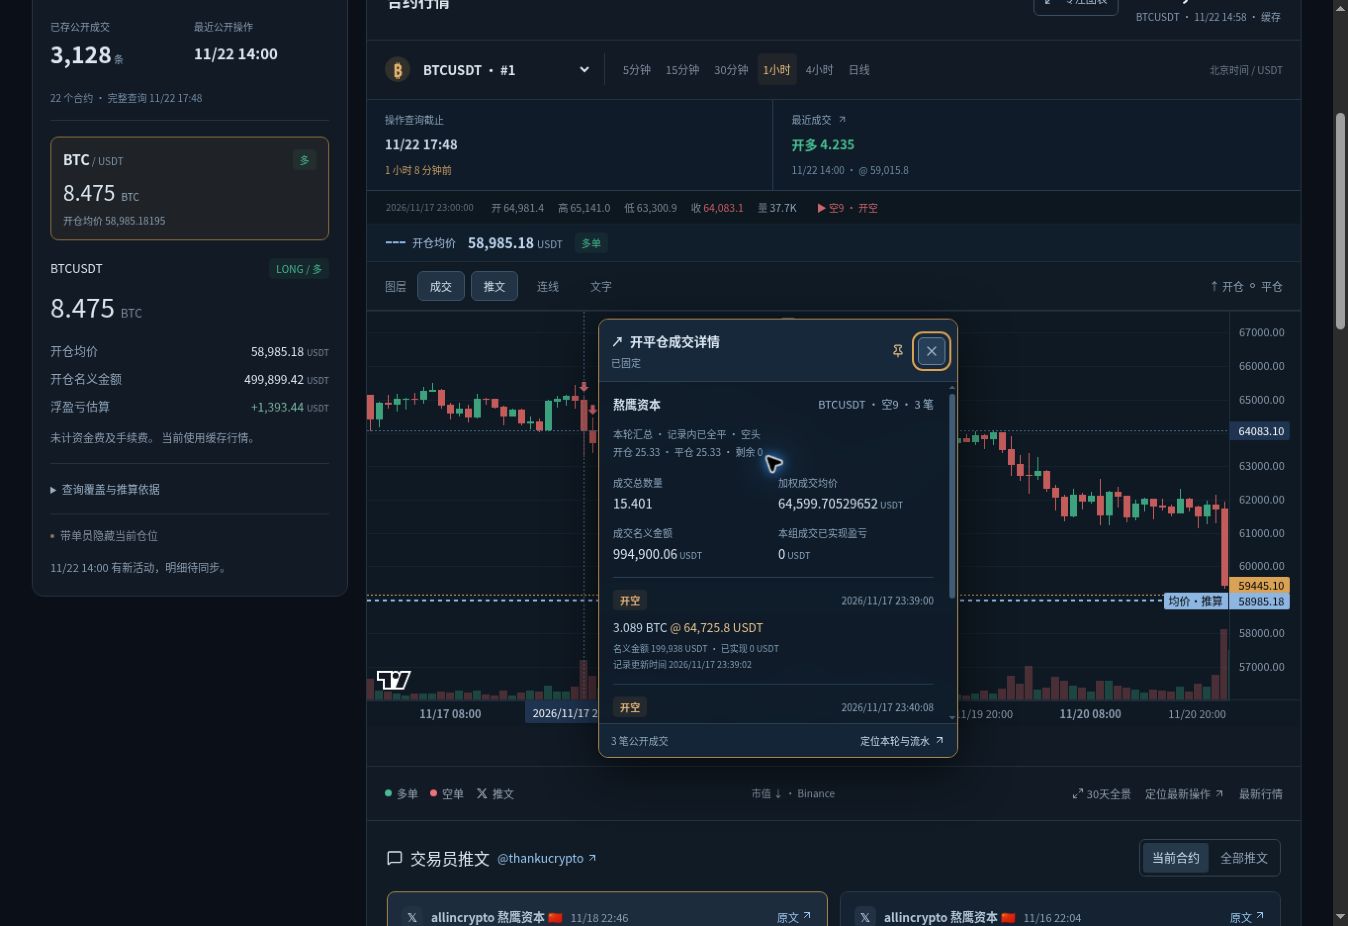 已存公开成交
3,128 条
最近公开操作
11/22 14:00
22 个合约 · 完整查询 11/22 17:48
BTC / USDT
多
8.475 BTC
开仓均价 58,985.18195
BTCUSDT
LONG / 多
8.475 BTC
开仓均价 58,985.18 USDT
开仓名义金额 499,899.42 USDT
浮盈亏估算 +1,393.44 USDT
未计资金费及手续费。 当前使用缓存行情。
查询覆盖与推算依据
带单员隐藏当前仓位
11/22 14:00 有新活动，明细待同步。
合约行情
专注图表
BTCUSDT · 11/22 14:58 · 缓存
BTCUSDT · #1
5分钟 15分钟 30分钟 1小时 4小时 日线
北京时间 / USDT
操作查询截止
11/22 17:48
1 小时 8 分钟前
最近成交 ↗
开多 4.235
11/22 14:00 · @ 59,015.8
2026/11/17 23:00:00 开 64,981.4 高 65,141.0 低 63,300.9 收 64,083.1 量 37.7K ▶ 空9 · 开空
开仓均价 58,985.18 USDT 多单
图层 成交 推文 连线 文字
↑ 开仓 ○ 平仓
↗ 开平仓成交详情
已固定
熬鹰资本
BTCUSDT · 空9 · 3 笔
本轮汇总 · 记录内已全平 · 空头
开仓 25.33 · 平仓 25.33 · 剩余 0
成交总数量
15.401
加权成交均价
64,599.70529652 USDT
成交名义金额
994,900.06 USDT
本组成交已实现盈亏
0 USDT
开空
2026/11/17 23:39:00
3.089 BTC @ 64,725.8 USDT
名义金额 199,938 USDT · 已实现 0 USDT
记录更新时间 2026/11/17 23:39:02
开空
2026/11/17 23:40:08
3 笔公开成交
定位本轮与流水 ↗
67000.00
66000.00
65000.00
64083.10
63000.00
62000.00
61000.00
60000.00
59445.10
均价 · 推算 58985.18
58000.00
57000.00
11/17 08:00
2026/11/17 2
1/19 20:00
11/20 08:00
11/20 20:00
多单 空单 推文
市值 ↓ · Binance
30天全景 定位最新操作 ↗ 最新行情
交易员推文 @thankucrypto ↗
当前合约 全部推文
allincrypto 熬鹰资本🇨🇳 11/18 22:46
原文 ↗
allincrypto 熬鹰资本🇨🇳 11/16 22:04
原文 ↗